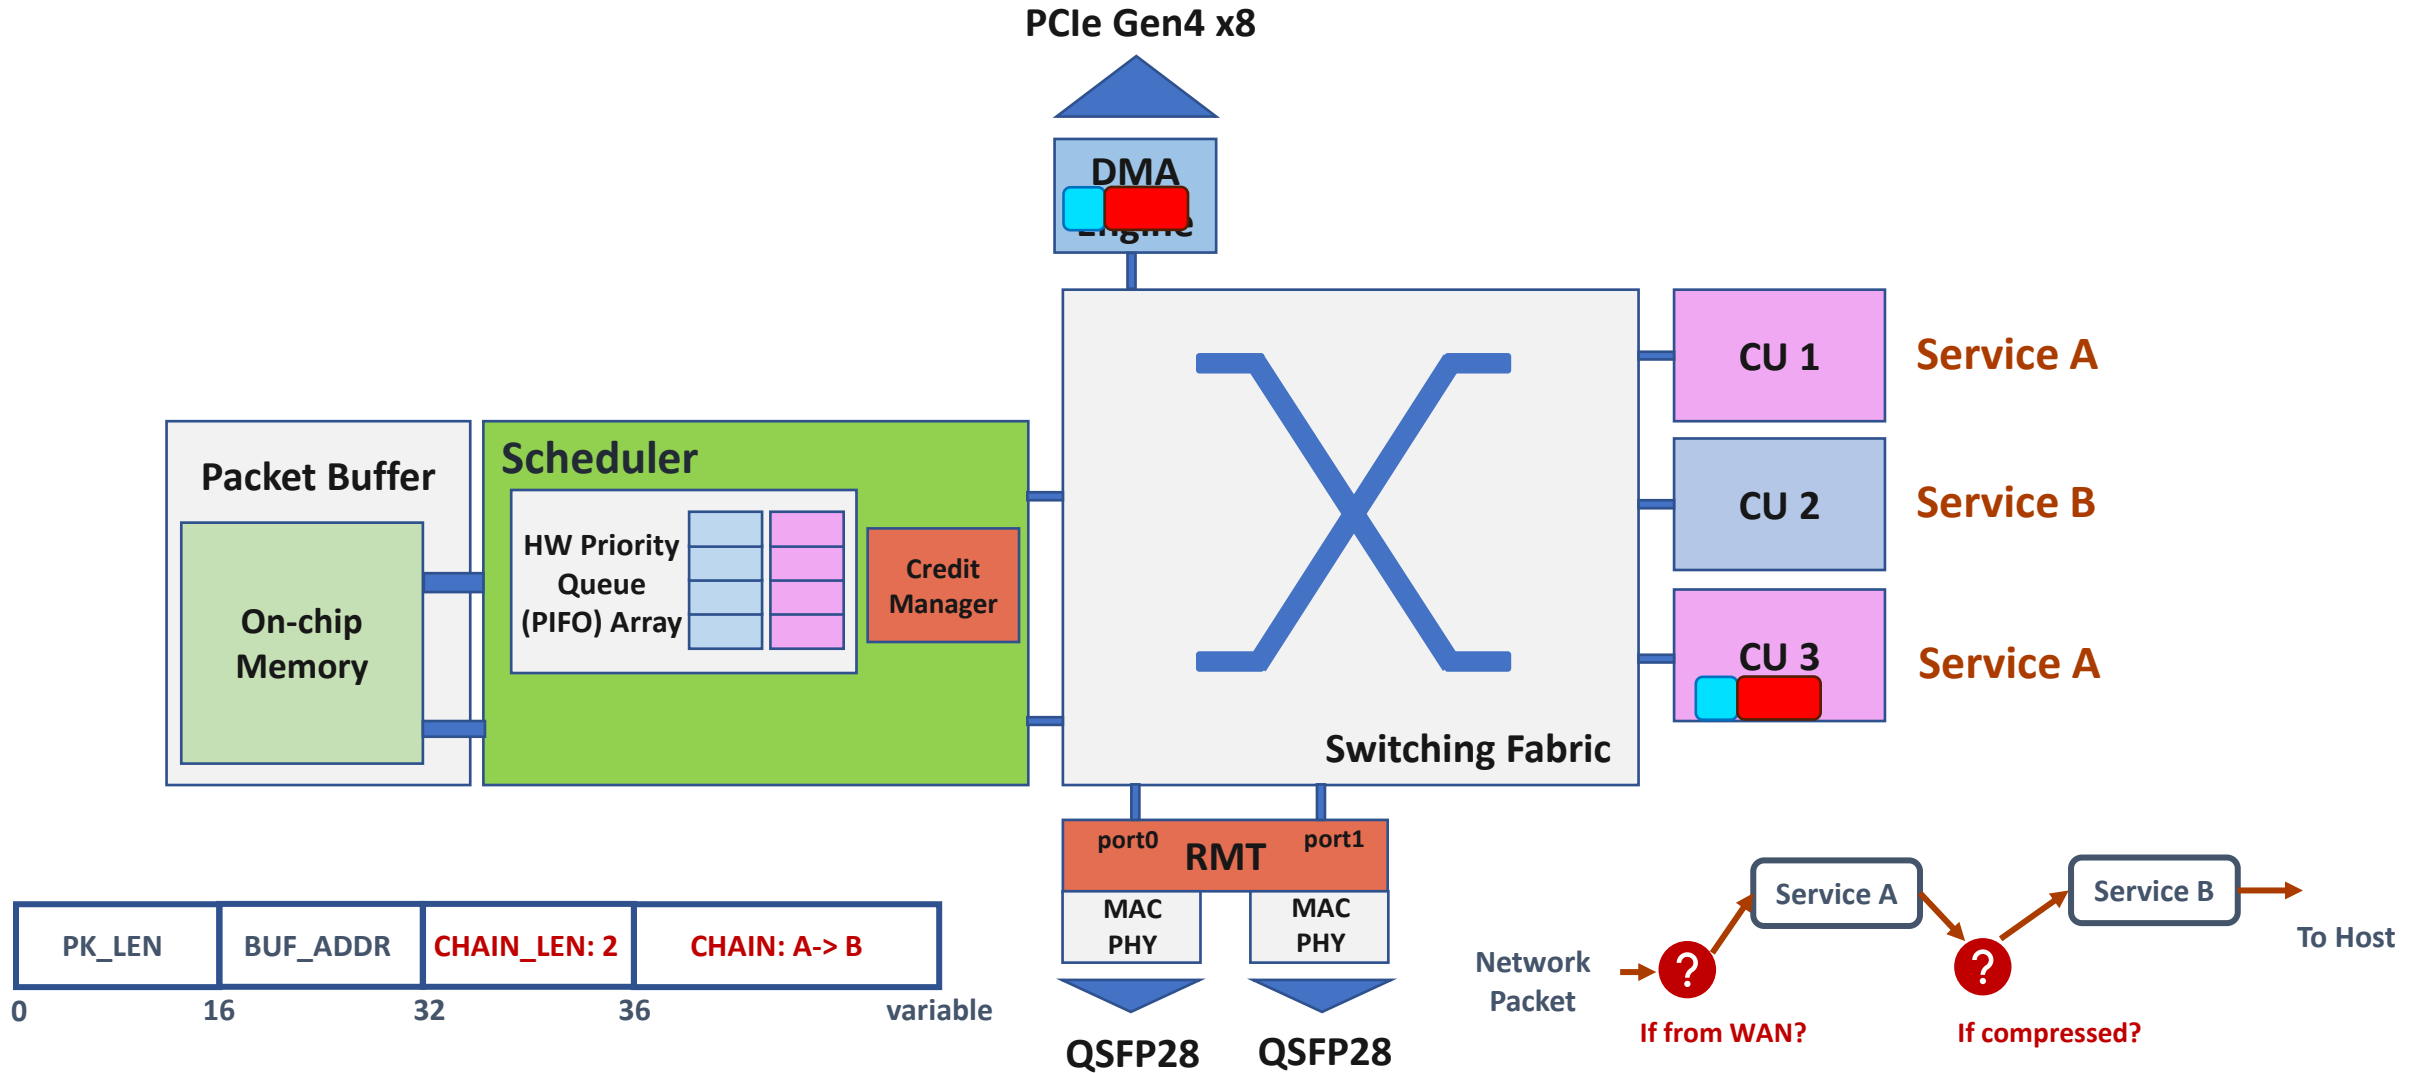 PCIe Gen4 x8
DMA
Engine
CU 1
Service A
CU 2
Service B
CU 3
Service A
Packet Buffer
On-chip
Memory
Scheduler
HW Priority
Queue
(PIFO) Array
Credit
Manager
Switching Fabric
port0
RMT
port1
MAC
PHY
MAC
PHY
QSFP28
QSFP28
PK_LEN
BUF_ADDR
CHAIN_LEN: 2
CHAIN: A-> B
0
16
32
36
variable
Network
Packet
?
If from WAN?
Service A
?
If compressed?
Service B
To Host